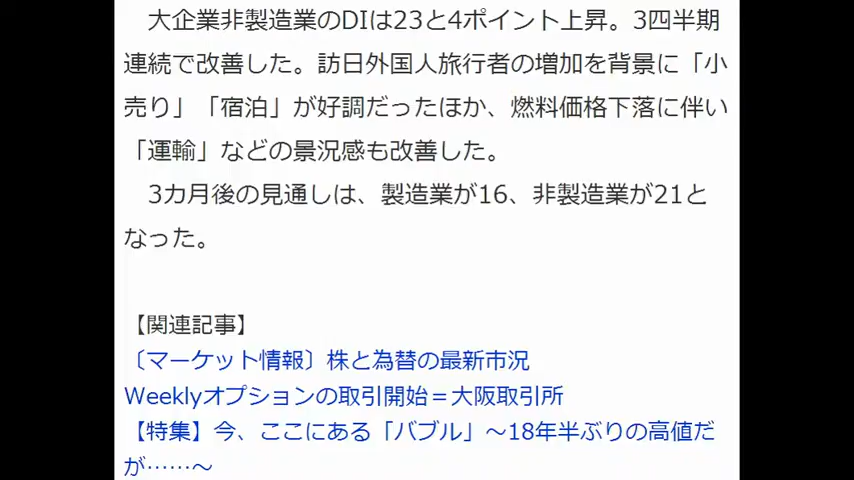 大企業非製造業のDIは23と4ポイント上昇。3四半期
連続で改善した。訪日外国人旅行者の増加を背景に「小
売り」「宿泊」が好調だったほか、燃料価格下落に伴い
「運輸」などの景況感も改善した。
3カ月後の見通しは、製造業が16、非製造業が21と
なった。
【関連記事】
〔マーケット情報〕株と為替の最新市況
Weeklyオプションの取引開始＝大阪取引所
【特集】今、ここにある「バブル」～18年半ぶりの高値だ
が……～